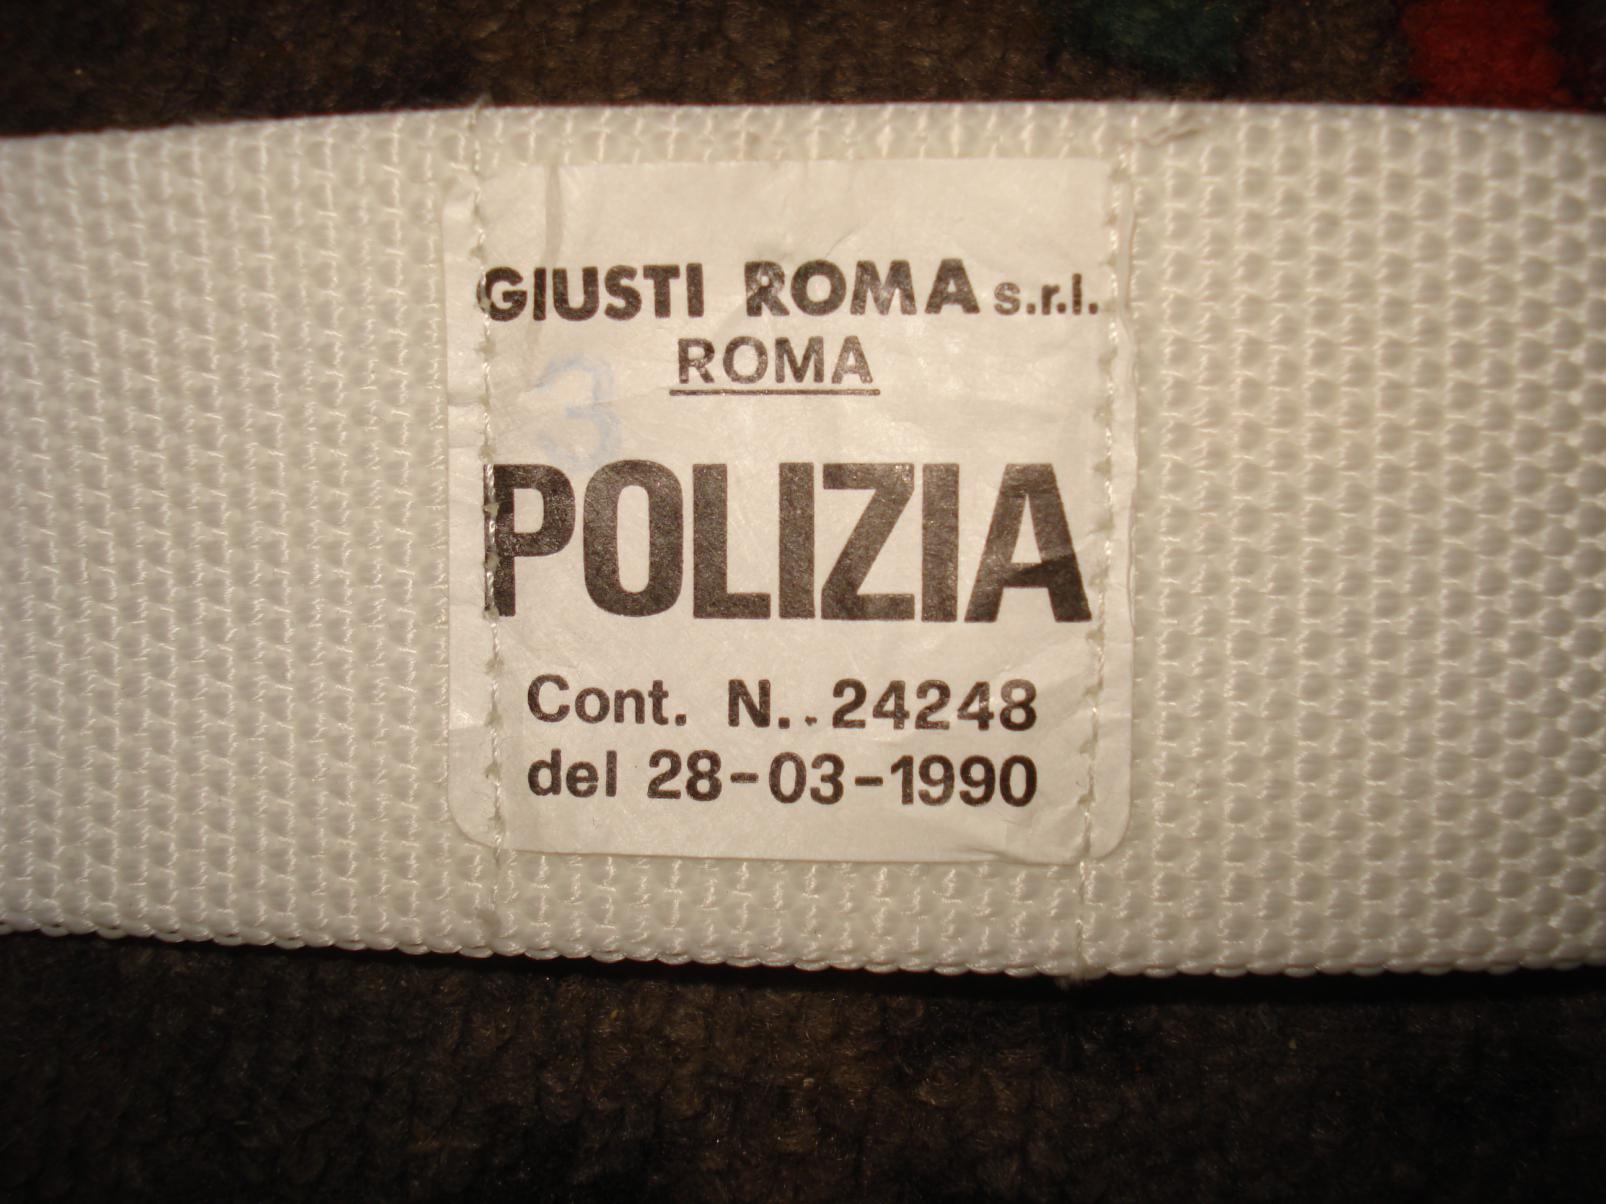 GIUSTI ROMA s.r.l.
ROMA
3
POLIZIA
Cont. N. . 24248
del 28-03-1990